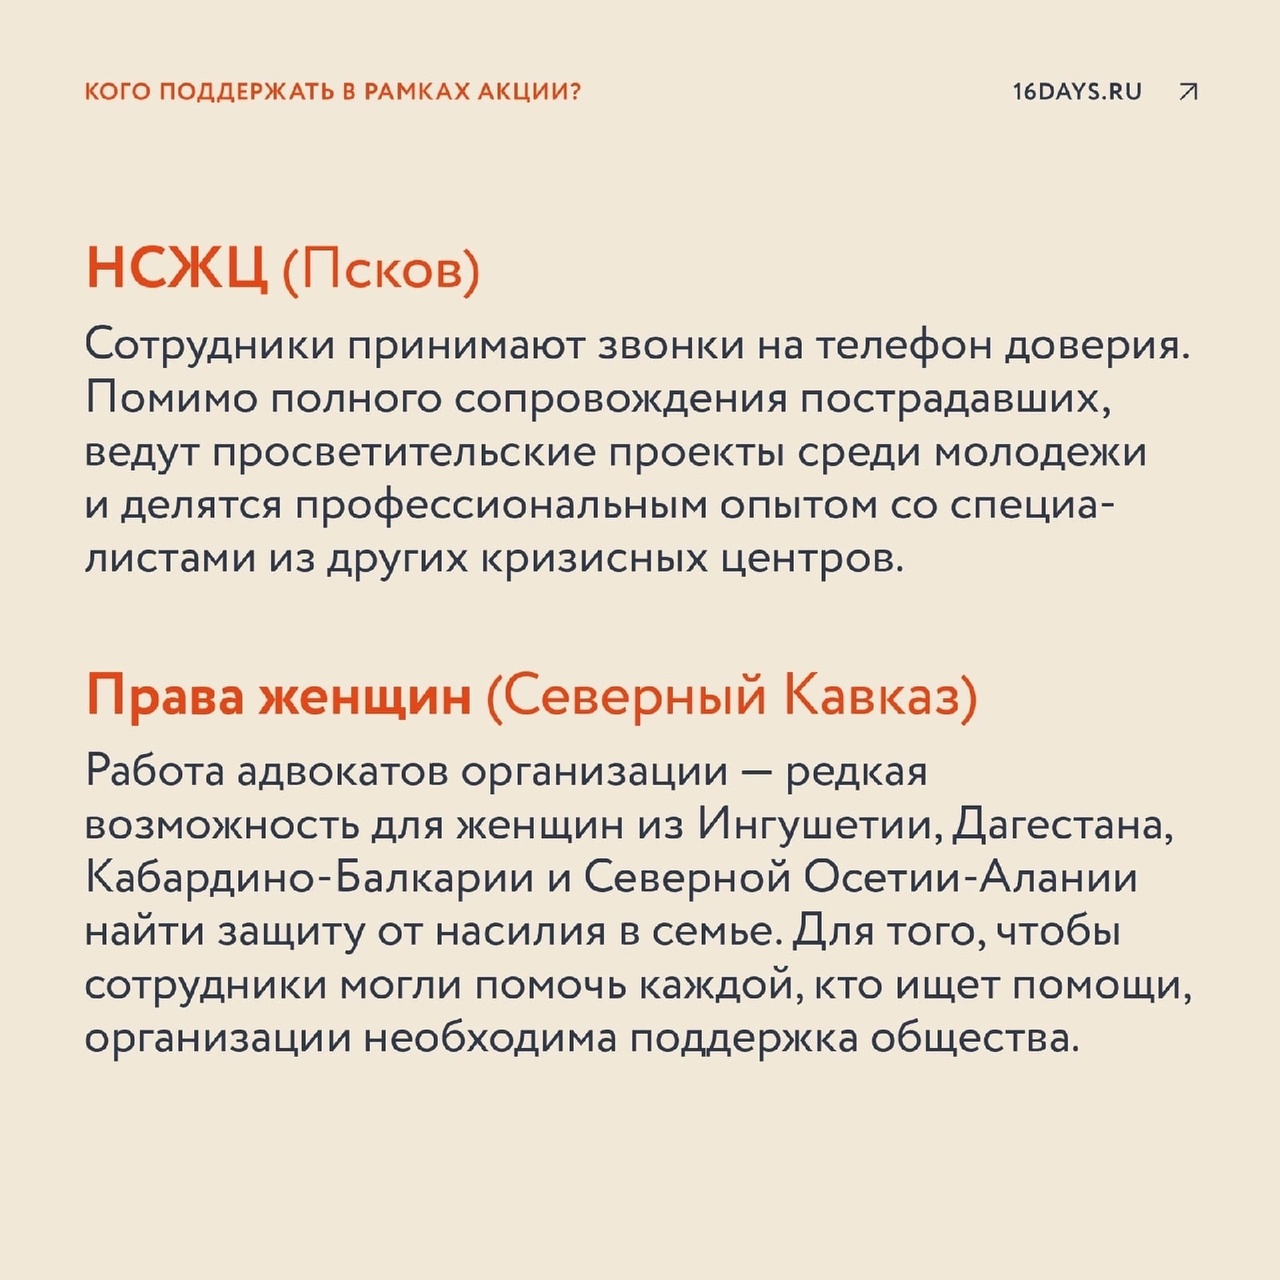 КОГО ПОДДЕРЖАТЬ В РАМКАХ АКЦИИ?
16DAYS.RU
НСЖЦ (Псков)
Сотрудники принимают звонки на телефон доверия.
Помимо полного сопровождения пострадавших,
ведут просветительские проекты среди молодежи
и делятся профессиональным опытом со специа-
листами из других кризисных центров.
Права женщин (Северный Кавказ)
Работа адвокатов организации — редкая
возможность для женщин из Ингушетии, Дагестана,
Кабардино-Балкарии и Северной Осетии-Алании
найти защиту от насилия в семье. Для того, чтобы
сотрудники могли помочь каждой, кто ищет помощи,
организации необходима поддержка общества.